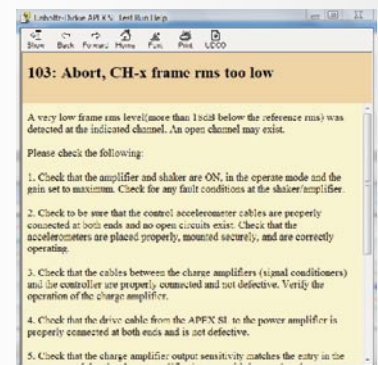 APEX SL Test Run Help
Show Back Forward Home Font Print UDCO
103: Abort, CH-x frame rms too low
A very low frame rms level(more than 18dB below the reference rms) was
detected at the indicated channel. An open channel may exist.
Please check the following:
1. Check that the amplifier and shaker are ON, in the operate mode and the
gain set to maximum. Check for any fault conditions at the shaker/amplifier.
2. Check to be sure that the control accelerometer cables are properly
connected at both ends and no open circuits exist. Check that the
accelerometers are placed properly, mounted securely, and are correctly
operating.
3. Check that the cables between the charge amplifiers (signal conditioners)
and the controller are properly connected and not defective. Verify the
operation of the charge amplifier.
4. Check that the drive cable from the APEX SL to the power amplifier is
properly connected at both ends and is not defective.
5. Check that the charge amplifier output sensitivity matches the entry in the